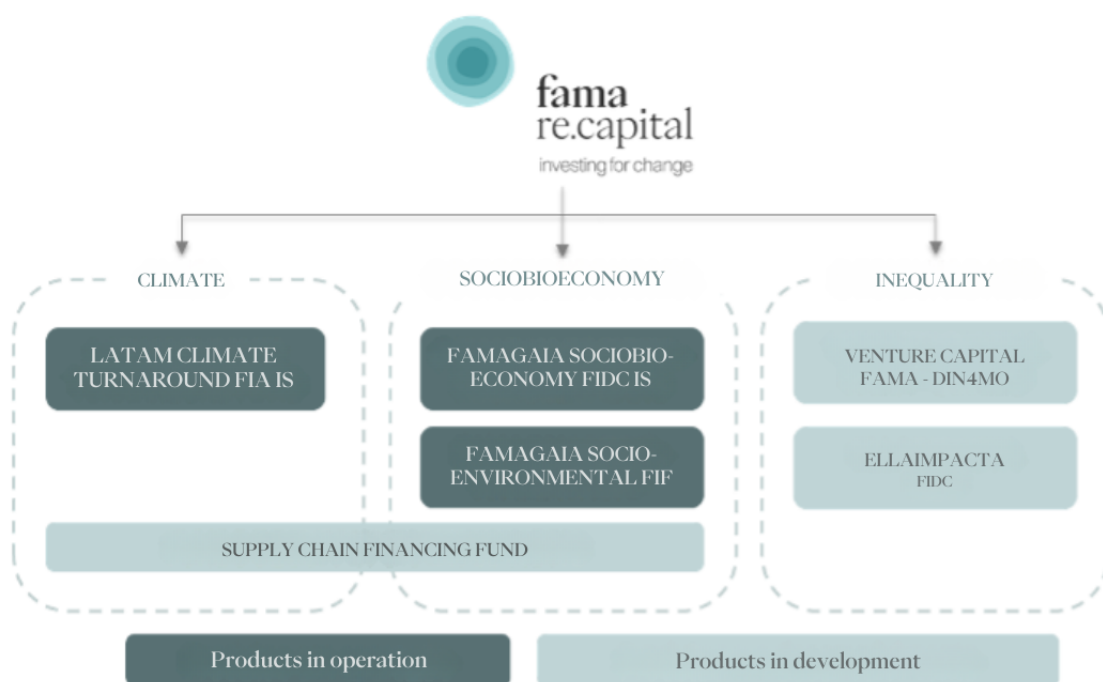 fama
re.capital
investing for change
CLIMATE
SOCIOBIOECONOMY
INEQUALITY
LATAM CLIMATE
TURNAROUND FIA IS
FAMAGAIA SOCIOBIO-
ECONOMY FIDC IS
VENTURE CAPITAL
FAMA - DIN4MO
FAMAGAIA SOCIO-
ENVIRONMENTAL FIF
ELLAIMPACTA
FIDC
SUPPLY CHAIN FINANCING FUND
Products in operation
Products in development